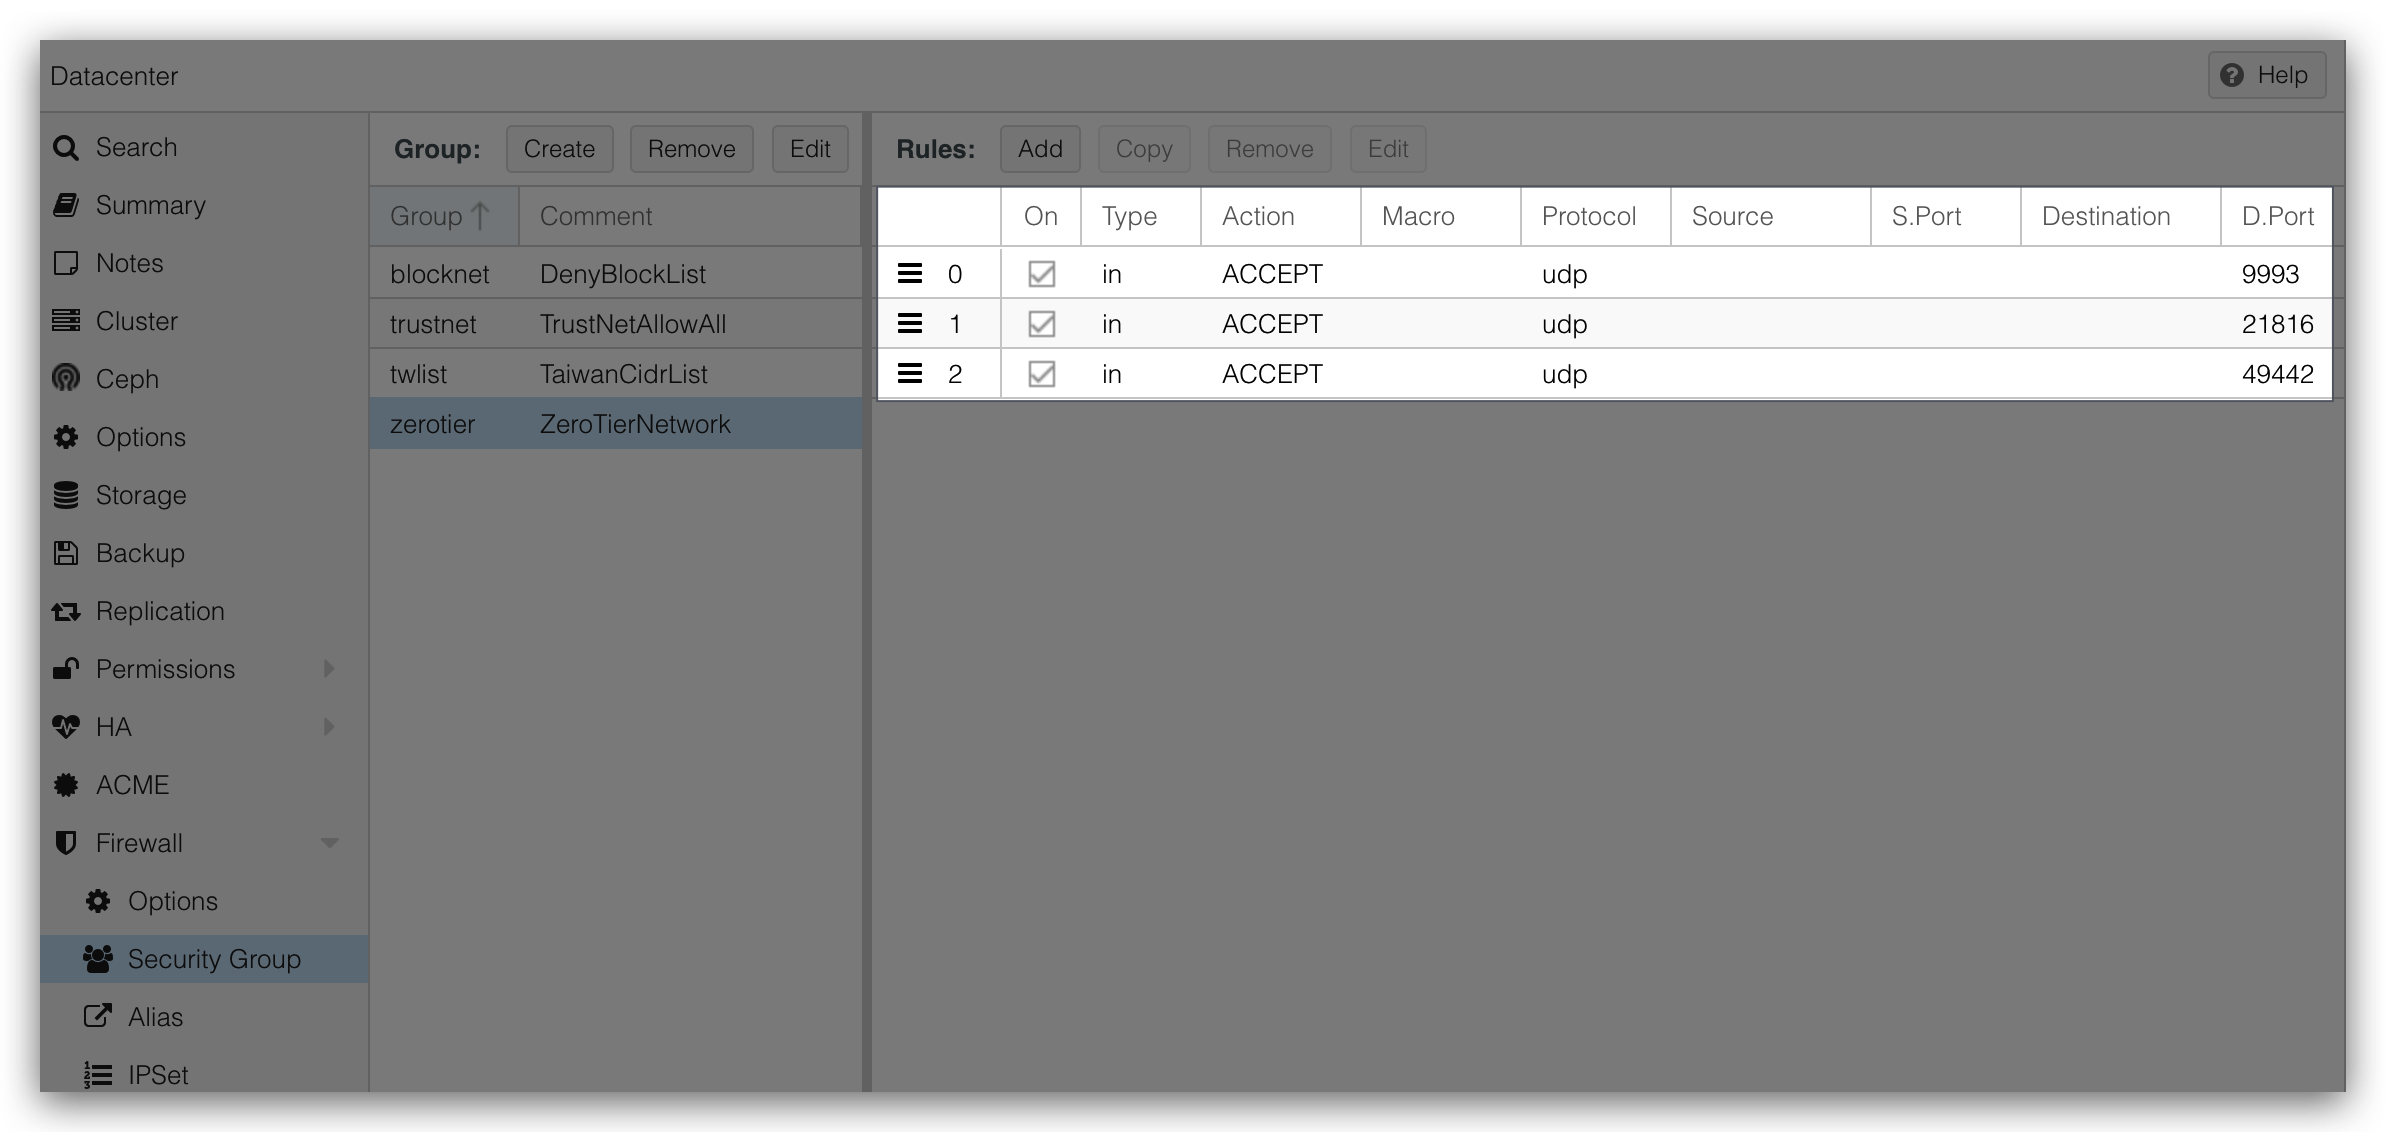 Datacenter
Help
Search
Summary
Notes
Cluster
Ceph
Options
Storage
Backup
Replication
Permissions
HA
ACME
Firewall
Options
Security Group
Alias
IPSet
Group: Create Remove Edit
Group Comment
blocknet DenyBlockList
trustnet TrustNetAllowAll
twlist TaiwanCidrList
zerotier ZeroTierNetwork
Rules: Add Copy Remove Edit
On Type Action Macro Protocol Source S.Port Destination D.Port
0 in ACCEPT udp 9993
1 in ACCEPT udp 21816
2 in ACCEPT udp 49442